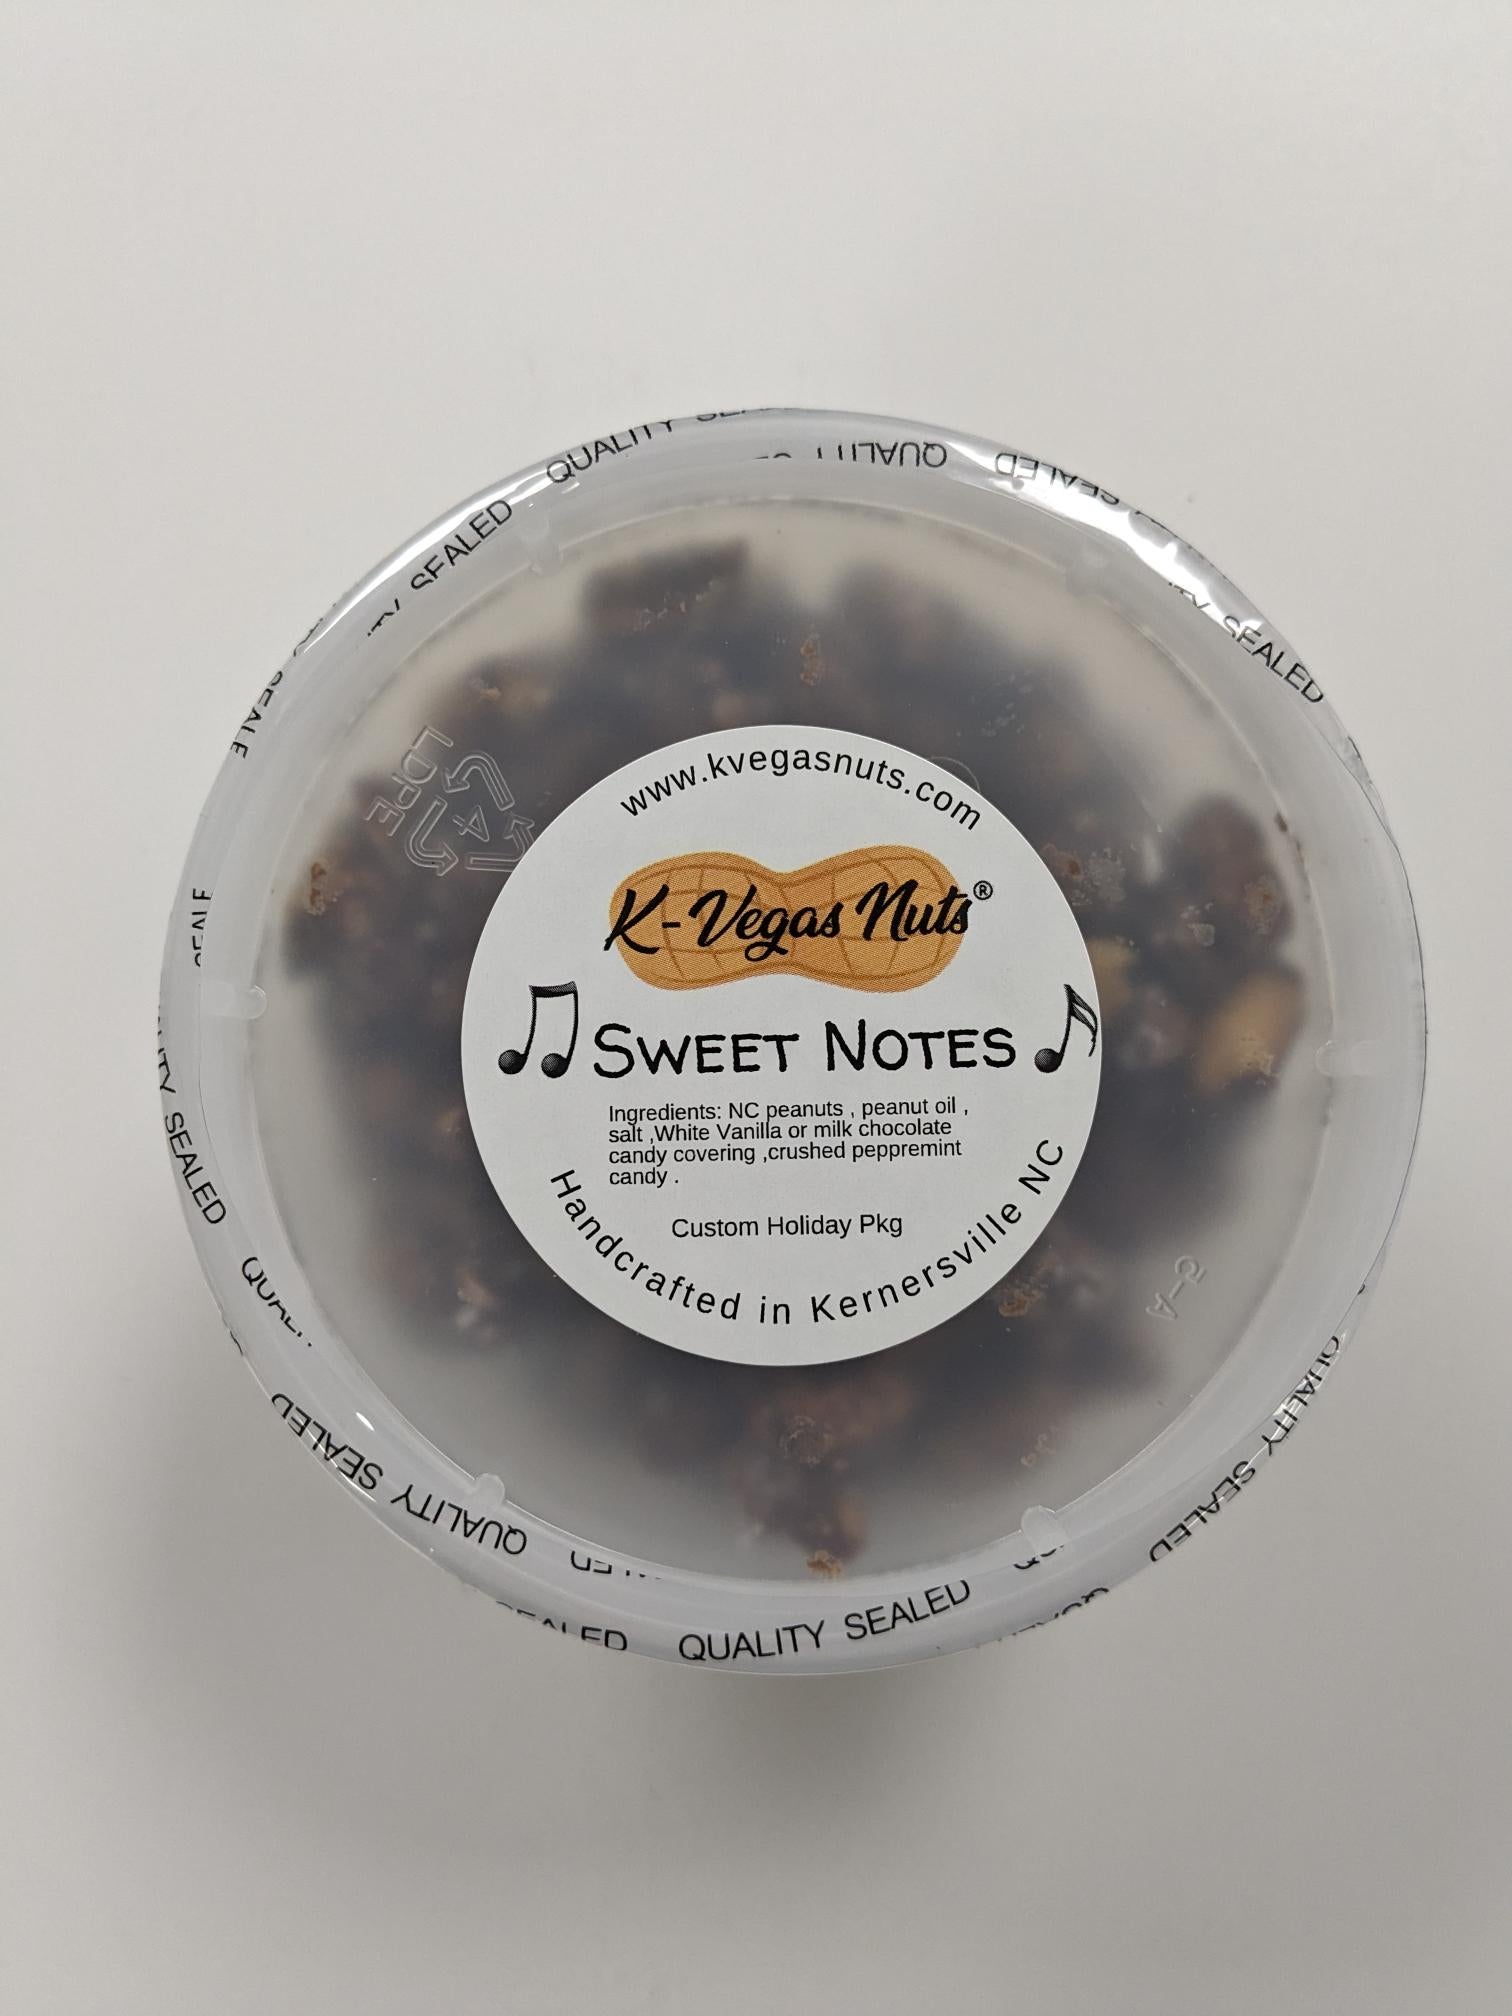 www.kvegasnuts.com
K-Vegas Nuts®
SWEET NOTES
Ingredients: NC peanuts , peanut oil ,
salt ,White Vanilla or milk chocolate
candy covering ,crushed peppremint
candy .
Custom Holiday Pkg
Handcrafted in Kernersville NC
QUALITY
SEALED
QUALITY
SEALED
SEALED
SEALED
QUALITY SEALED
QUALITY SEALED
QUALITY SEALED
4
LDPE